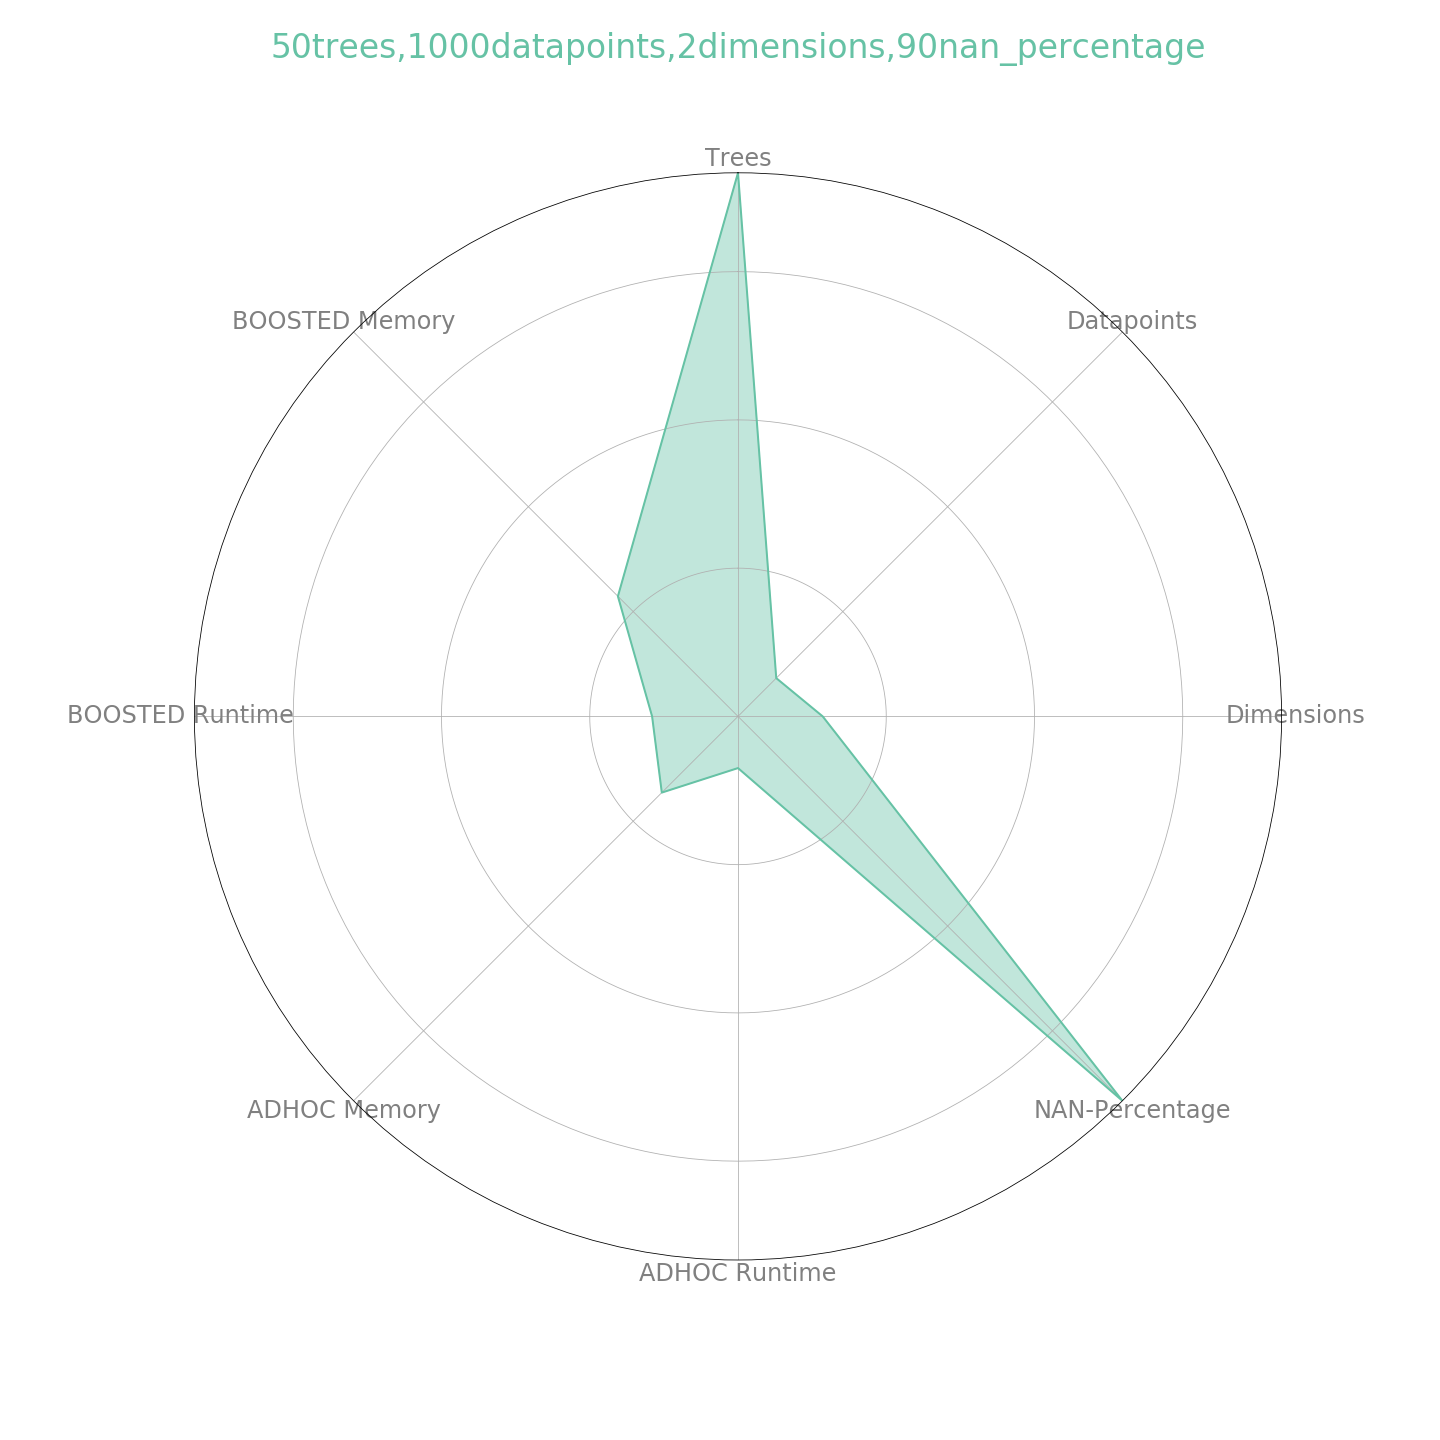 50trees,1000datapoints,2dimensions,90nan_percentage
Trees
BOOSTED Memory
Datapoints
BOOSTED Runtime
Dimensions
ADHOC Memory
NAN-Percentage
ADHOC Runtime